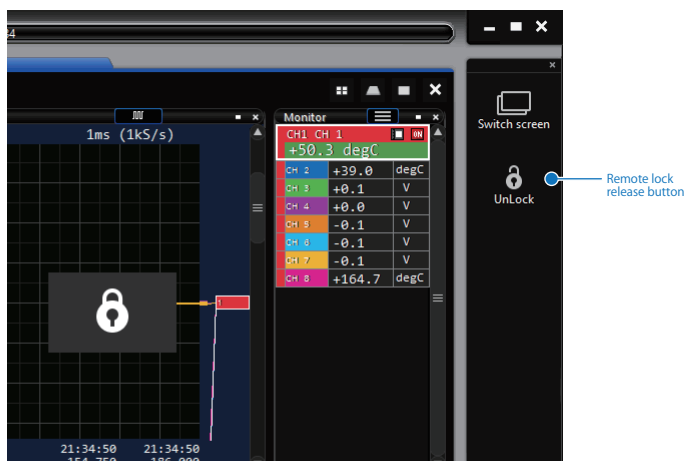 1ms (1kS/s)
Monitor
CH1 CH 1 ON
+50.3 degC
CH 2 +39.0 degC
CH 3 +0.1 V
CH 4 +0.0 V
CH 5 -0.1 V
CH 6 -0.1 V
CH 7 -0.1 V
CH 8 +164.7 degC
1
21:34:50 21:34:50
Switch screen
UnLock
Remote lock
release button